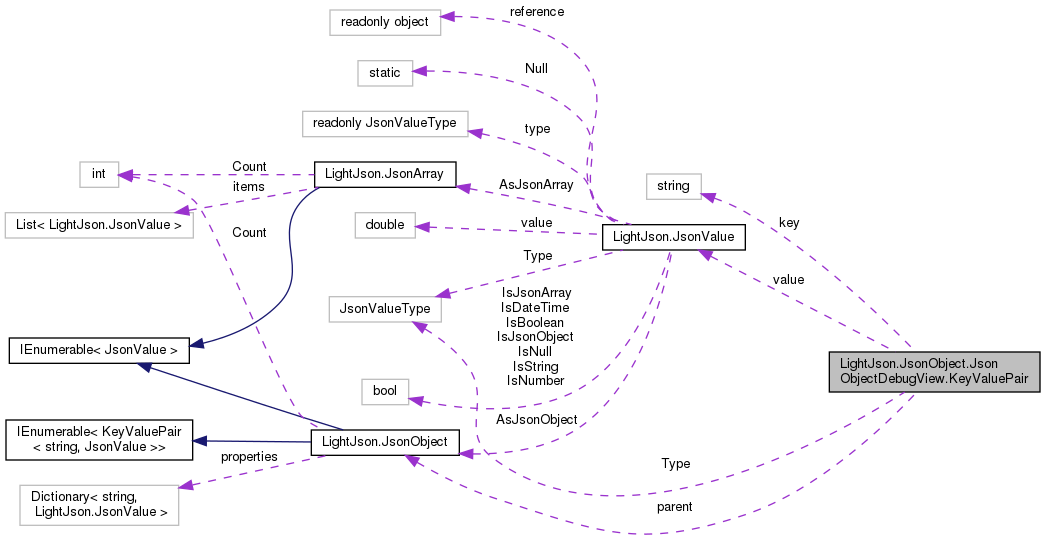 reference
readonly object
Null
static
readonly JsonValueType
type
int
Count
LightJson.JsonArray
AsJsonArray
string
items
List< LightJson.JsonValue >
Count
double
value
LightJson.JsonValue
key
Type
value
JsonValueType
IsJsonArray
IsDateTime
IsBoolean
IsJsonObject
IsNull
IsString
IsNumber
IEnumerable< JsonValue >
LightJson.JsonObject.Json
ObjectDebugView.KeyValuePair
bool
AsJsonObject
IEnumerable< KeyValuePair
< string, JsonValue >>
LightJson.JsonObject
properties
Type
Dictionary< string,
LightJson.JsonValue >
parent